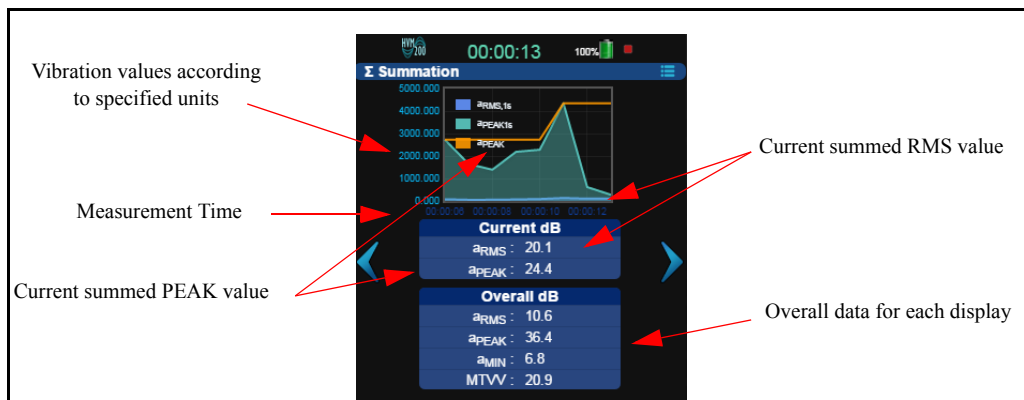 HVM 200
00:00:13
100%
Σ Summation
Vibration values according
to specified units
5000.000
4000.000
3000.000
2000.000
1000.000
0.000
aRMS,1s
aPEAK1s
aPEAK
00:00:06 00:00:08 00:00:10 00:00:12
Current summed RMS value
Measurement Time
Current dB
aRMS : 20.1
aPEAK : 24.4
Current summed PEAK value
Overall dB
aRMS : 10.6
aPEAK : 36.4
aMIN : 6.8
MTVV : 20.9
Overall data for each display